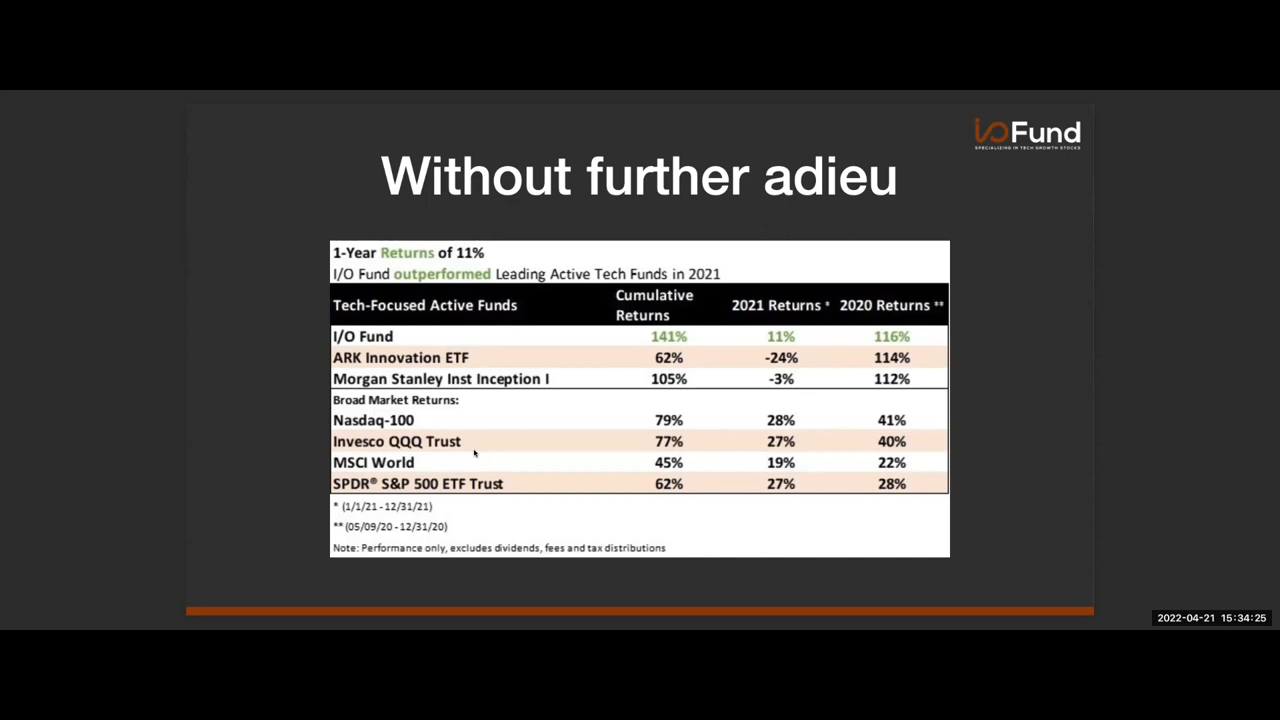 ioFund
SPECIALIZING IN TECH GROWTH STOCKS
Without further adieu
1-Year Returns of 11%
I/O Fund outperformed Leading Active Tech Funds in 2021
Tech-Focused Active Funds Cumulative Returns 2021 Returns * 2020 Returns **
I/O Fund 141% 11% 116%
ARK Innovation ETF 62% -24% 114%
Morgan Stanley Inst Inception I 105% -3% 112%
Broad Market Returns:
Nasdaq-100 79% 28% 41%
Invesco QQQ Trust 77% 27% 40%
MSCI World 45% 19% 22%
SPDR® S&P 500 ETF Trust 62% 27% 28%
* (1/1/21 - 12/31/21)
** (05/09/20 - 12/31/20)
Note: Performance only, excludes dividends, fees and tax distributions
2022-04-21 15:34:25